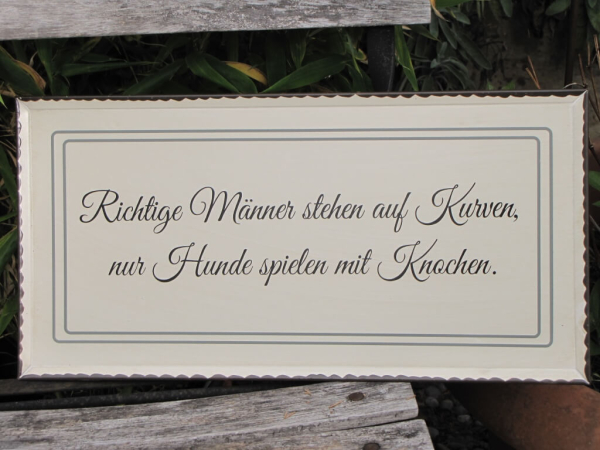 Richtige Männer stehen auf Kurven,
nur Hunde spielen mit Knochen.